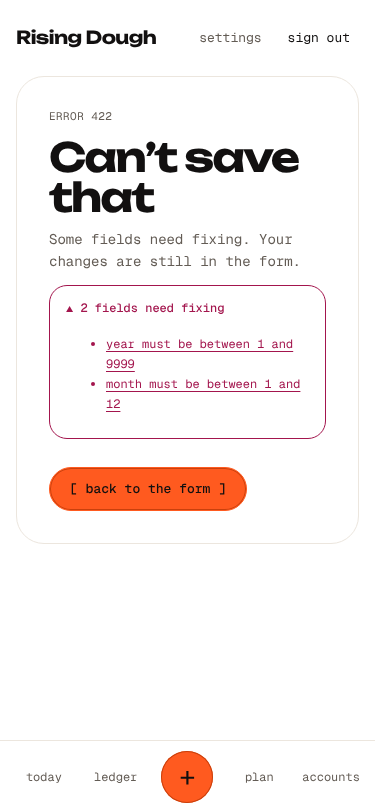 Rising Dough
settings
sign out
ERROR 422
Can’t save
that
Some fields need fixing. Your
changes are still in the form.
▲ 2 fields need fixing
• year must be between 1 and
9999
• month must be between 1 and
12
[ back to the form ]
today
ledger
+
plan
accounts